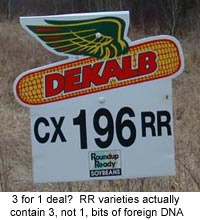 DEKALB
CX 196 RR
Roundup
Ready
SOYBEANS
3 for 1 deal? RR varieties actually
contain 3, not 1, bits of foreign DNA